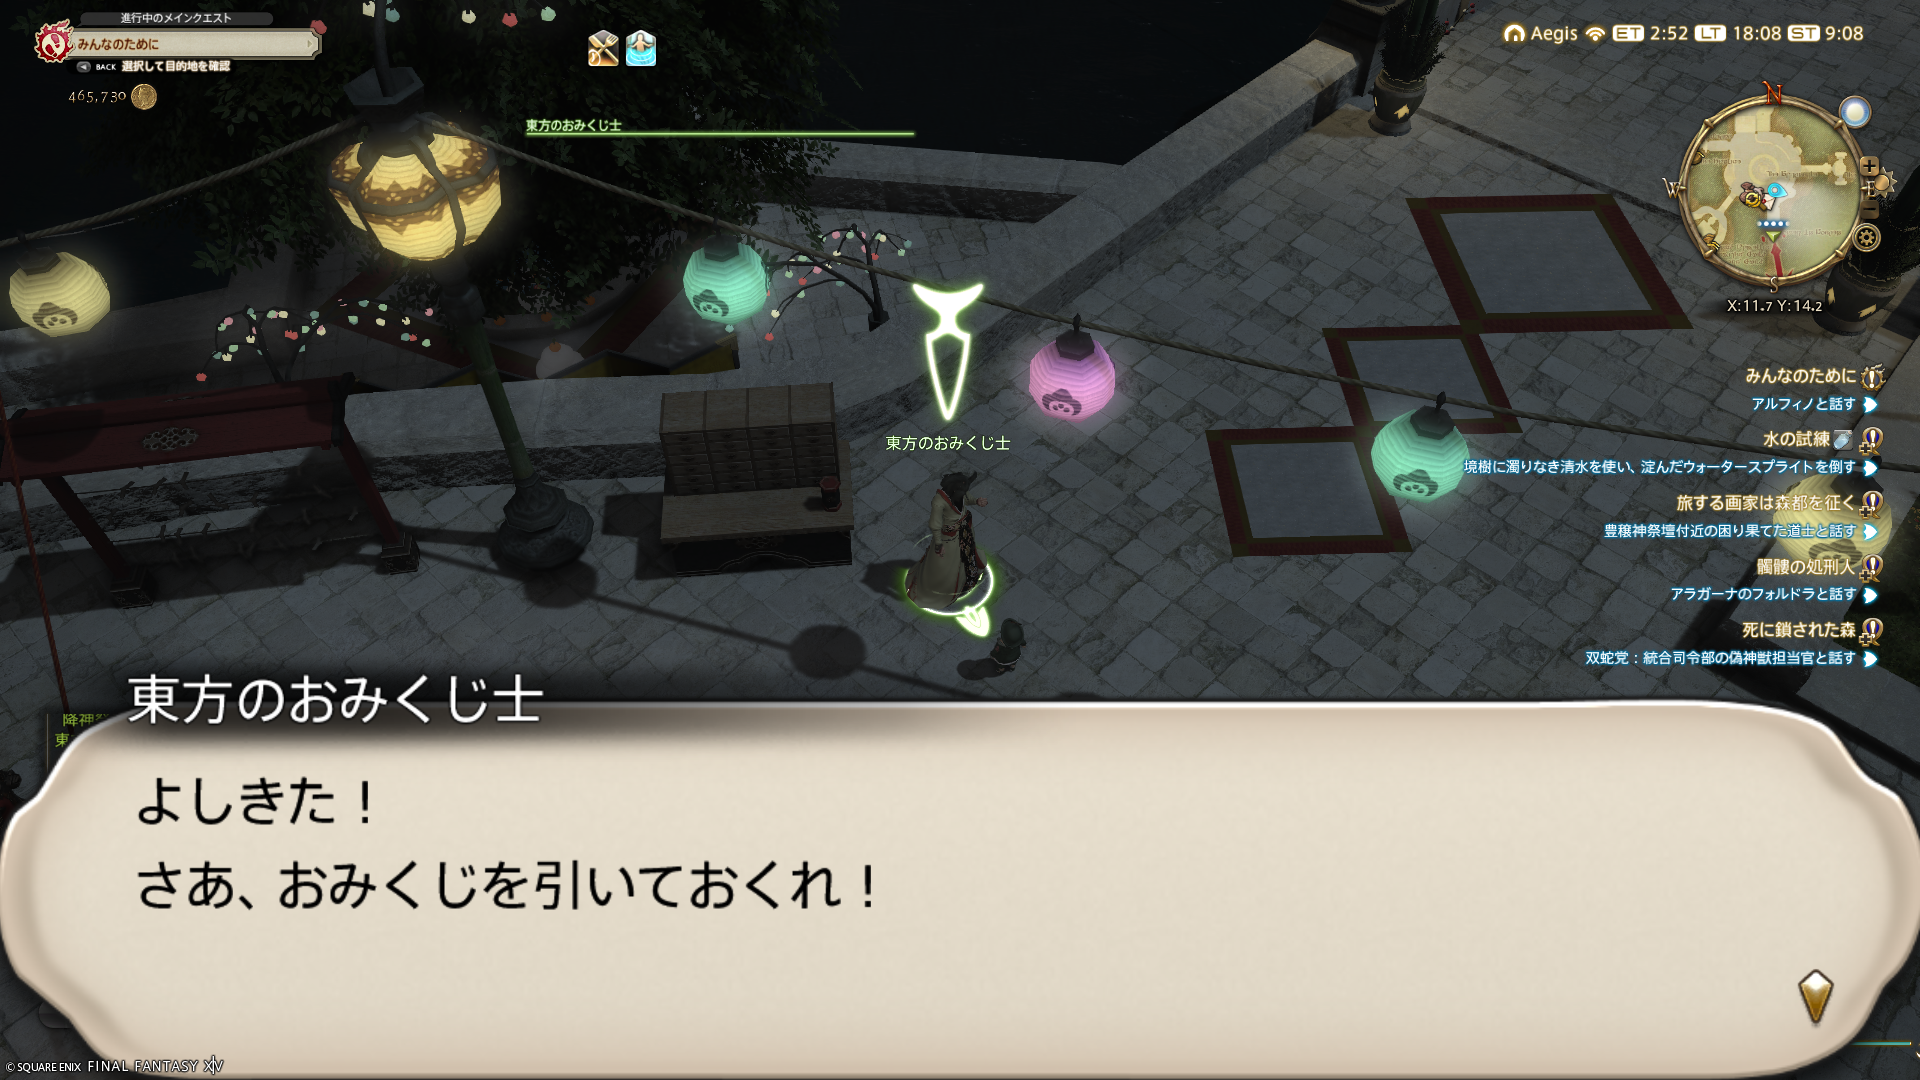 進行中のメインクエスト
みんなのために
BACK 選択して目的地を確認
465,730
東方のおみくじ士
Aegis ET 2:52 LT 18:08 ST 9:08
N
W
E
S
X:11.7 Y:14.2
みんなのために
アルフィノと話す
水の試練
境樹に濁りなき清水を使い、淀んだウォータースプライトを倒す
旅する画家は森都を征く
豊穣神祭壇付近の困り果てた道士と話す
髑髏の処刑人
アラガーナのフォルドラと話す
死に鎖された森
双蛇党：統合司令部の偽神獣担当官と話す
東方のおみくじ士
降神
東
東方のおみくじ士
よしきた！
さあ、おみくじを引いておくれ！
© SQUARE ENIX FINAL FANTASY XIV